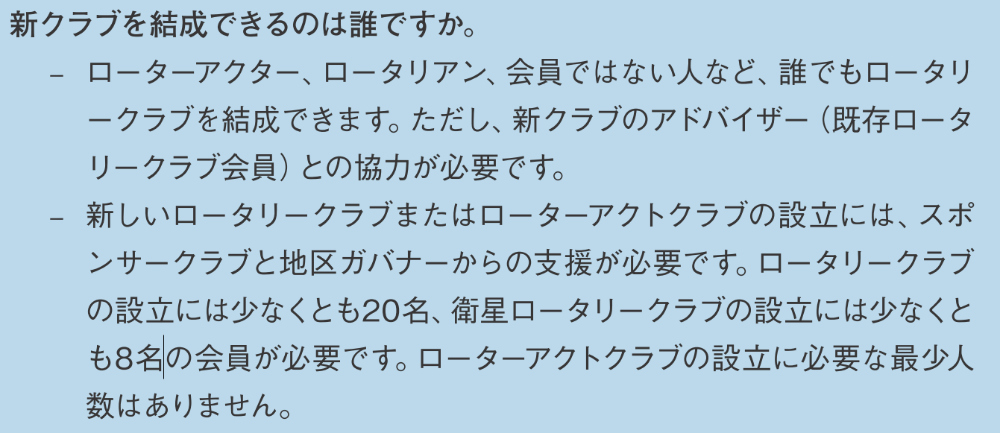 新クラブを結成できるのは誰ですか。
– ローターアクター、ロータリアン、会員ではない人など、誰でもロータリ
ークラブを結成できます。ただし、新クラブのアドバイザー（既存ロータ
リークラブ会員）との協力が必要です。
– 新しいロータリークラブまたはローターアクトクラブの設立には、スポ
ンサークラブと地区ガバナーからの支援が必要です。ロータリークラブ
の設立には少なくとも20名、衛星ロータリークラブの設立には少なくと
も8名の会員が必要です。ローターアクトクラブの設立に必要な最少人
数はありません。